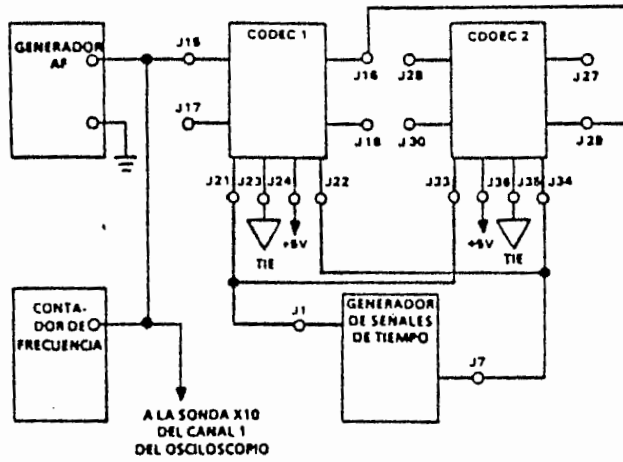 GENERADOR
AF
J15
CODEC 1
J16
J28
CDOEC 2
J27
J17
J18
J30
J29
J21
J23
J24
J22
J33
J36
J35
J34
+5V
TIE
+5V
TIE
CONTA-
DOR DE
FRECUENCIA
J1
GENERADOR
DE SEÑALES
DE TIEMPO
J7
A LA SONDA X10
DEL CANAL 1
DEL OSCILOSCOPIO